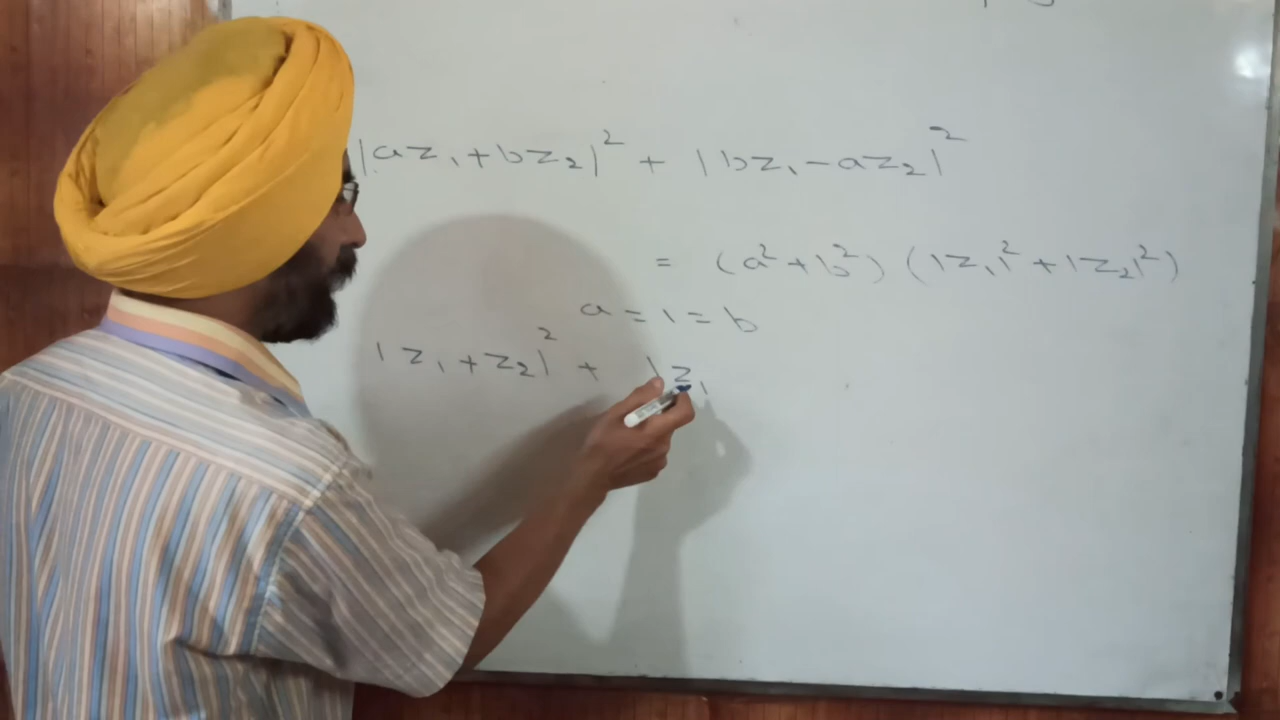 |az₁+bz₂|² + |bz₁-az₂|²
= (a²+b²) (|z₁|²+|z₂|²)
a=1=b
|z₁+z₂|² + |z₁